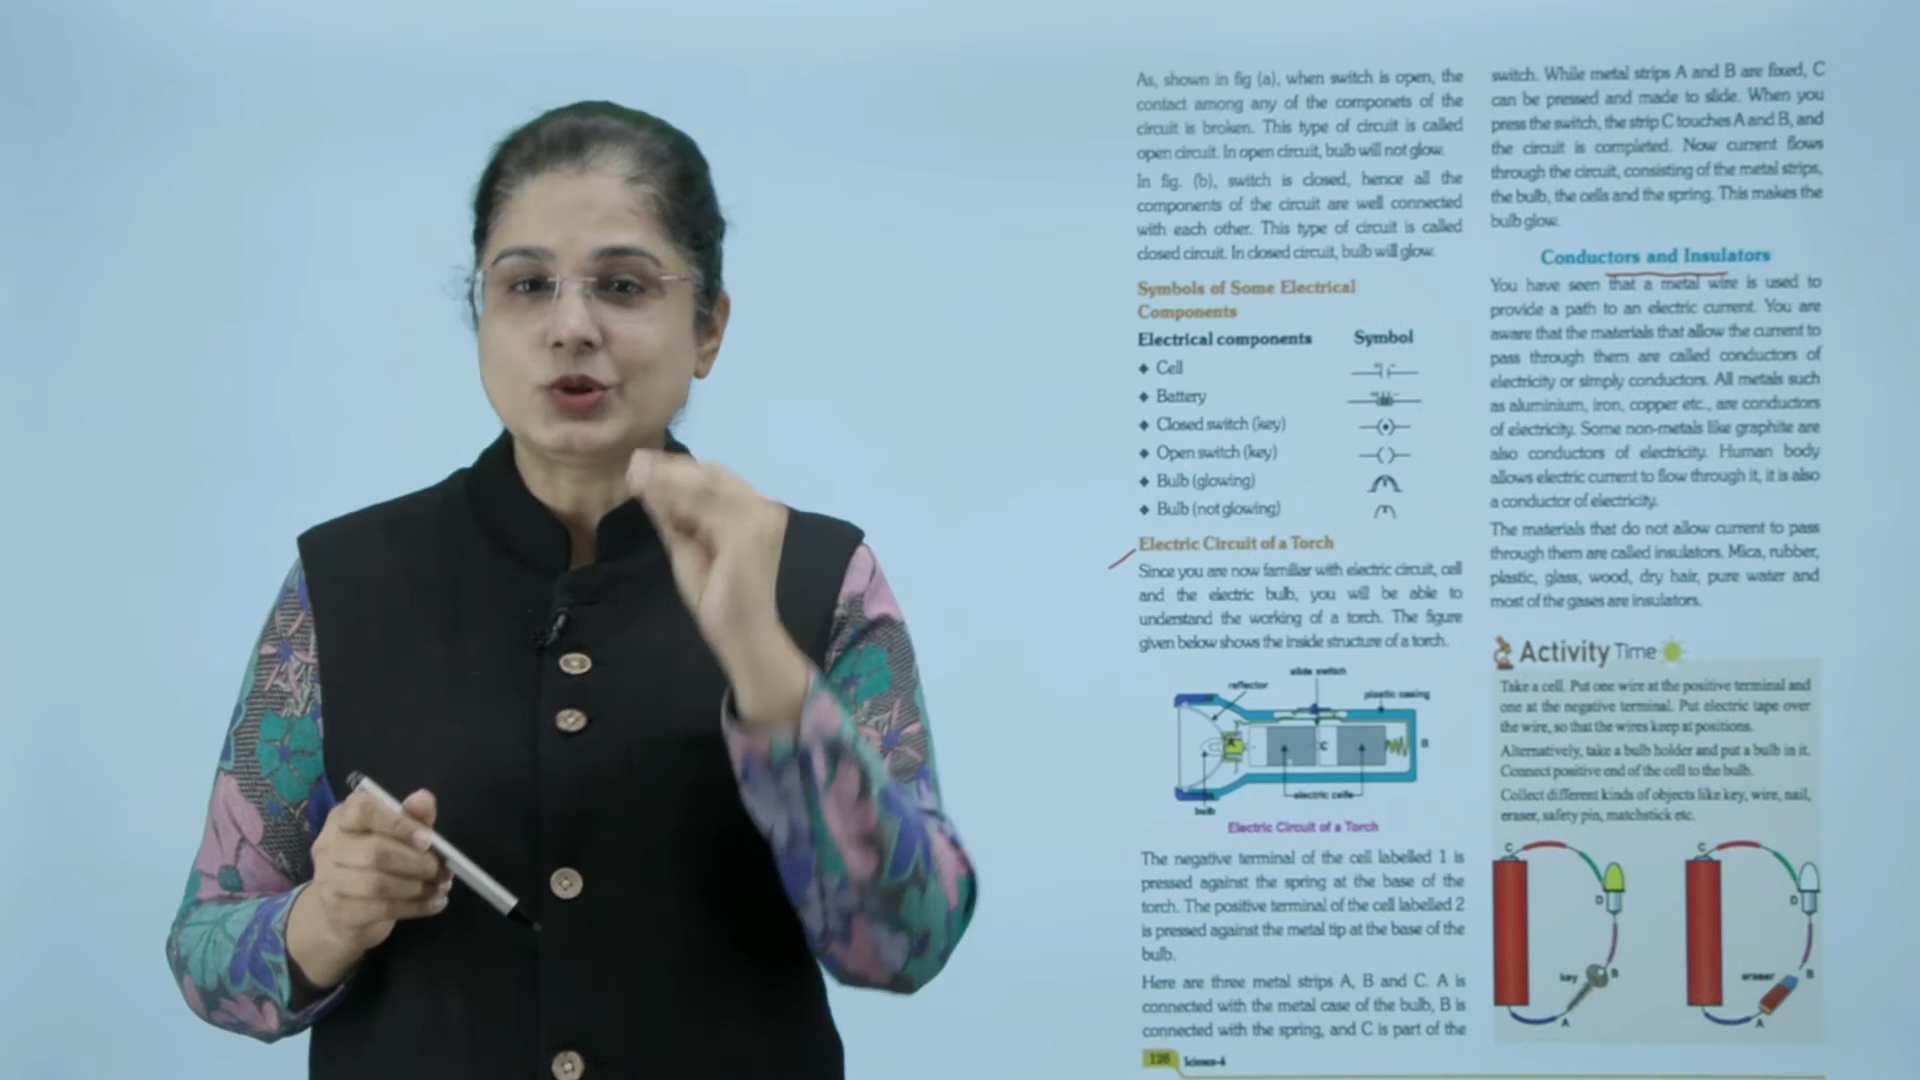 As, shown in fig (a), when switch is open, the
contact among any of the componets of the
circuit is broken. This type of circuit is called
open circuit. In open circuit, bulb will not glow.
In fig. (b), switch is closed, hence all the
components of the circuit are well connected
with each other. This type of circuit is called
closed circuit. In closed circuit, bulb will glow.
Symbols of Some Electrical
Components
Electrical components Symbol
◆ Cell
◆ Battery
◆ Closed switch (key)
◆ Open switch (key)
◆ Bulb (glowing)
◆ Bulb (not glowing)
Electric Circuit of a Torch
Since you are now familiar with electric circuit, cell
and the electric bulb, you will be able to
understand the working of a torch. The figure
given below shows the inside structure of a torch.
slide switch
reflector
plastic casing
A
C
B
electric cells
bulb
Electric Circuit of a Torch
The negative terminal of the cell labelled 1 is
pressed against the spring at the base of the
torch. The positive terminal of the cell labelled 2
is pressed against the metal tip at the base of the
bulb.
Here are three metal strips A, B and C. A is
connected with the metal case of the bulb, B is
connected with the spring, and C is part of the
126 Science-6
switch. While metal strips A and B are fixed, C
can be pressed and made to slide. When you
press the switch, the strip C touches A and B, and
the circuit is completed. Now current flows
through the circuit, consisting of the metal strips,
the bulb, the cells and the spring. This makes the
bulb glow.
Conductors and Insulators
You have seen that a metal wire is used to
provide a path to an electric current. You are
aware that the materials that allow the current to
pass through them are called conductors of
electricity or simply conductors. All metals such
as aluminium, iron, copper etc., are conductors
of electricity. Some non-metals like graphite are
also conductors of electricity. Human body
allows electric current to flow through it, it is also
a conductor of electricity.
The materials that do not allow current to pass
through them are called insulators. Mica, rubber,
plastic, glass, wood, dry hair, pure water and
most of the gases are insulators.
Activity Time
Take a cell. Put one wire at the positive terminal and
one at the negative terminal. Put electric tape over
the wire, so that the wires keep at positions.
Alternatively, take a bulb holder and put a bulb in it.
Connect positive end of the cell to the bulb.
Collect different kinds of objects like key, wire, nail,
eraser, safety pin, matchstick etc.
C
D
key
B
A
C
D
eraser
B
A